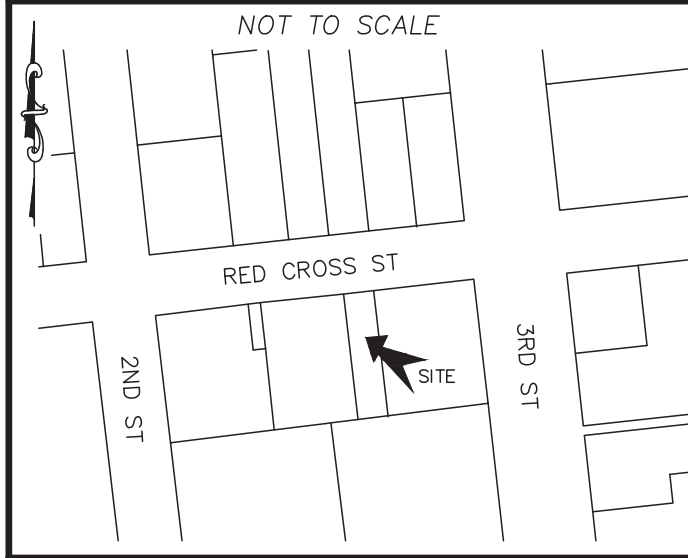 NOT TO SCALE
RED CROSS ST
2ND ST
3RD ST
SITE